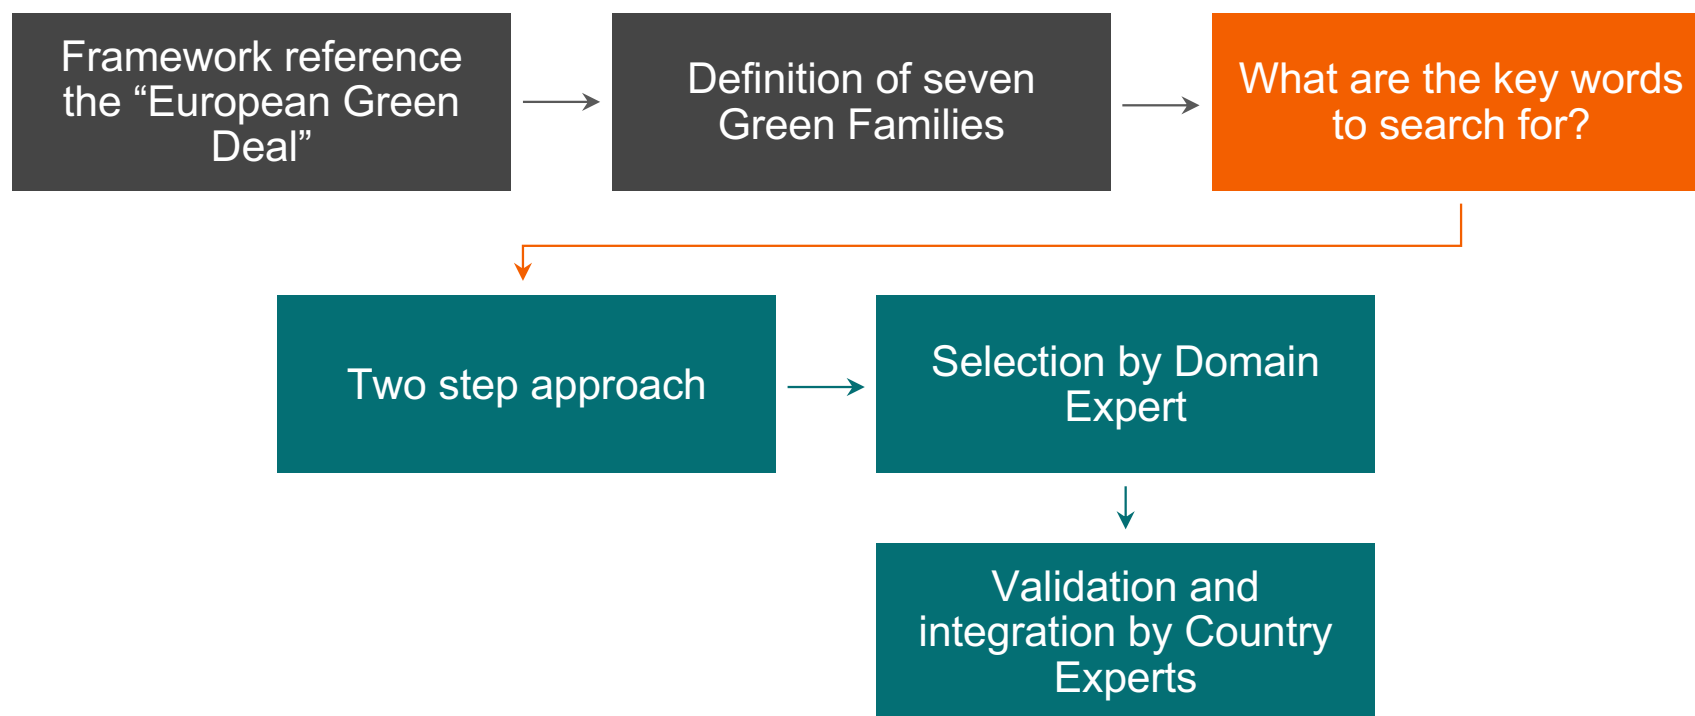 Framework reference
the “European Green
Deal”
Definition of seven
Green Families
What are the key words
to search for?
Two step approach
Selection by Domain
Expert
Validation and
integration by Country
Experts